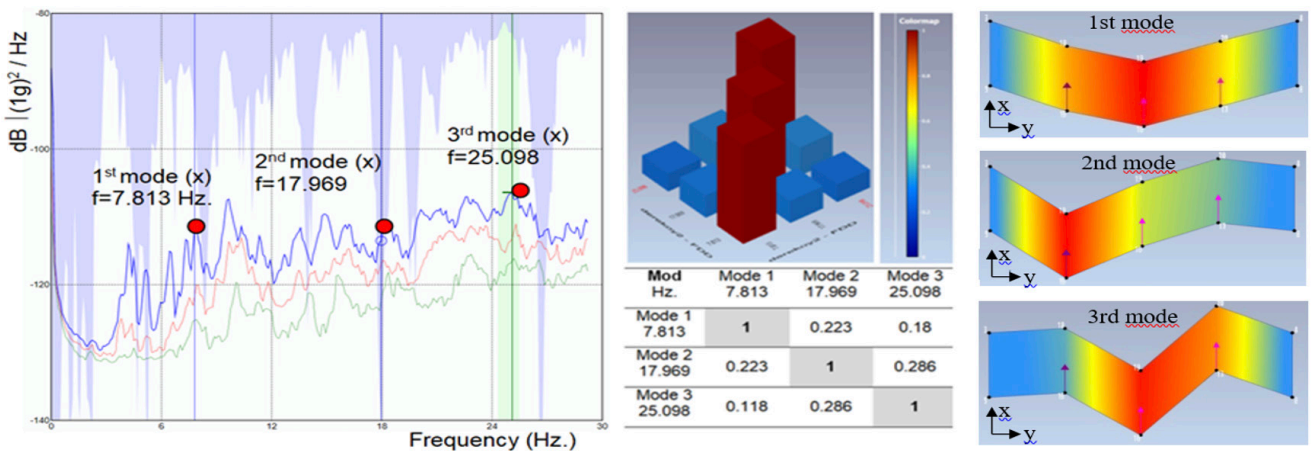 dB | (1g)² / Hz
-80
-100
-120
-140
1st mode (x)
f=7.813 Hz.
2nd mode (x)
f=17.969
3rd mode (x)
f=25.098
0 6 12 18 24 30
Frequency (Hz.)
Colormap
Mod Hz. Mode 1 7.813 Mode 2 17.969 Mode 3 25.098
Mode 1 7.813 1 0.223 0.18
Mode 2 17.969 0.223 1 0.286
Mode 3 25.098 0.118 0.286 1
1st mode
x
y
2nd mode
x
y
3rd mode
x
y